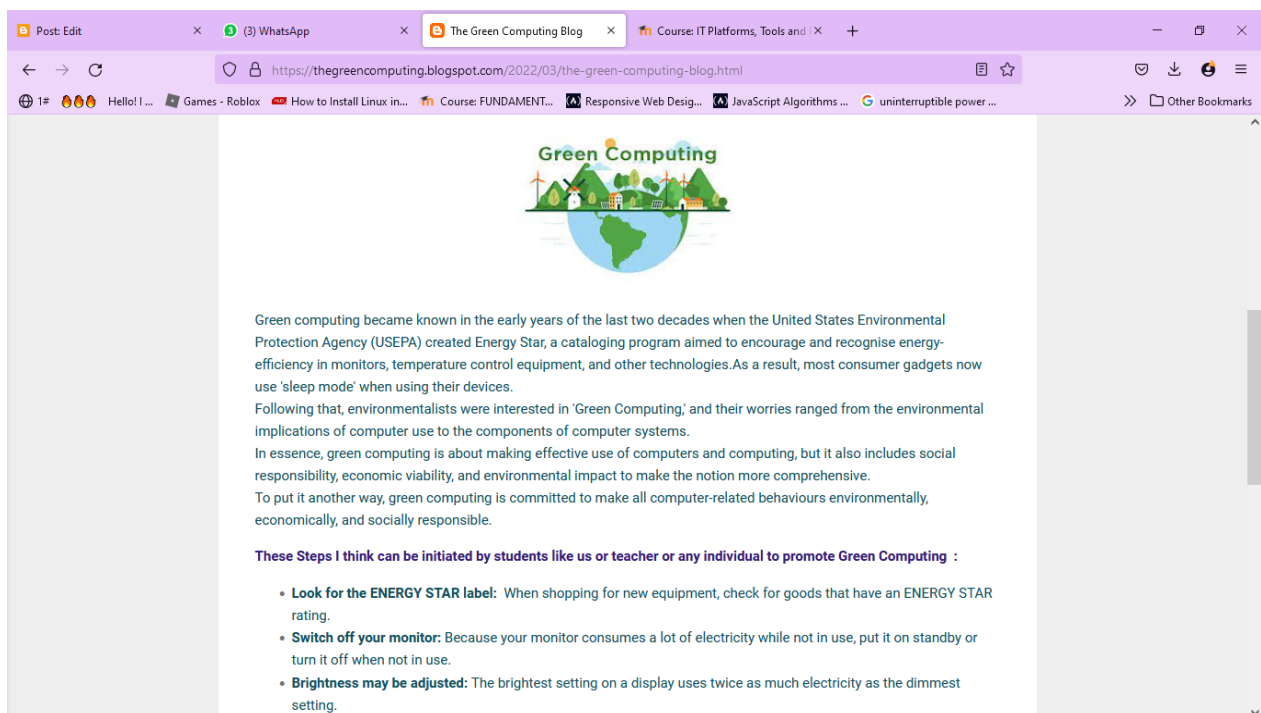 Post: Edit
(3) WhatsApp
The Green Computing Blog
Course: IT Platforms, Tools and
https://thegreencomputing.blogspot.com/2022/03/the-green-computing-blog.html
1#
Hello! I ...
Games - Roblox
How to Install Linux in...
Course: FUNDAMENT...
Responsive Web Desig...
JavaScript Algorithms ...
uninterruptible power ...
Other Bookmarks
Green Computing
Green computing became known in the early years of the last two decades when the United States Environmental
Protection Agency (USEPA) created Energy Star, a cataloging program aimed to encourage and recognise energy-
efficiency in monitors, temperature control equipment, and other technologies.As a result, most consumer gadgets now
use 'sleep mode' when using their devices.
Following that, environmentalists were interested in 'Green Computing,' and their worries ranged from the environmental
implications of computer use to the components of computer systems.
In essence, green computing is about making effective use of computers and computing, but it also includes social
responsibility, economic viability, and environmental impact to make the notion more comprehensive.
To put it another way, green computing is committed to make all computer-related behaviours environmentally,
economically, and socially responsible.
These Steps I think can be initiated by students like us or teacher or any individual to promote Green Computing :
• Look for the ENERGY STAR label: When shopping for new equipment, check for goods that have an ENERGY STAR
rating.
• Switch off your monitor: Because your monitor consumes a lot of electricity while not in use, put it on standby or
turn it off when not in use.
• Brightness may be adjusted: The brightest setting on a display uses twice as much electricity as the dimmest
setting.